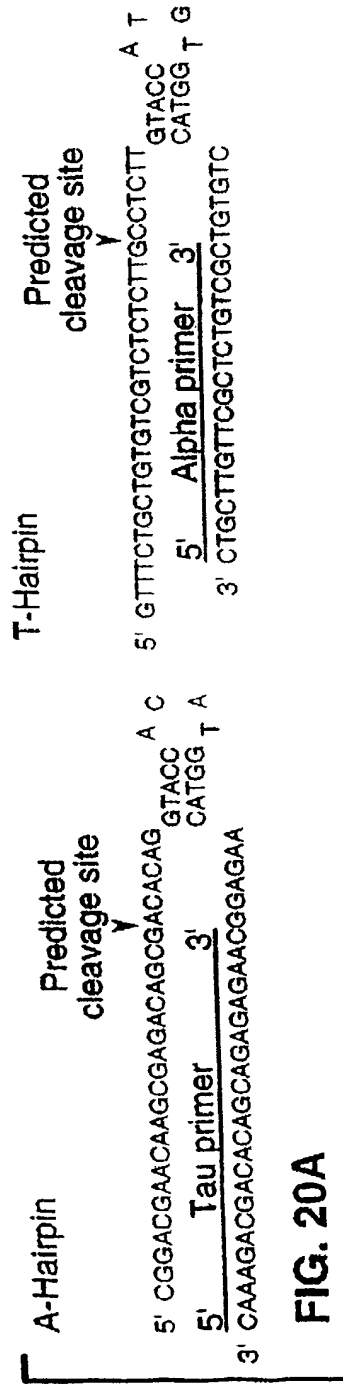 A-Hairpin
Predicted
cleavage site
5' CGGACGAACAAGCGAGACAGCGACACAG
GTACC
A C
CATGG
T A
5' Tau primer 3'
3' CAAAGACGACACAGCAGAGAGAACGGAGAA
T-Hairpin
Predicted
cleavage site
5' GTTTCTGCTGTGTCGTCTCTCTTGCCTCTT
GTACC
A T
CATGG
T G
5' Alpha primer 3'
3' CTGCTTGTTCGCTCTGTCGCTGTGTC
FIG. 20A